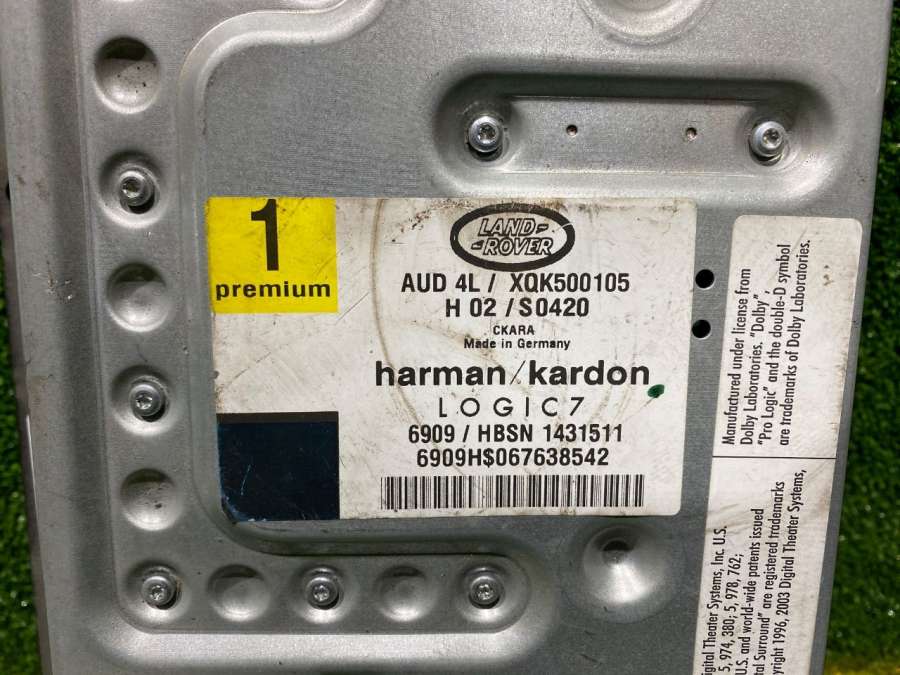 1
premium
LAND-
-ROVER
AUD 4L / XQK500105
H 02 / S0420
CKARA
Made in Germany
harman/kardon
LOGIC7
6909 / HBSN 1431511
6909H$067638542
Manufactured under license from
Dolby Laboratories. "Dolby",
"Pro Logic" and the double-D symbol
are trademarks of Dolby Laboratories.
Digital Theater Systems, Inc. U.S.
5, 974, 380; 5, 978, 762;
U.S. and world-wide patents issued
Surround" are registered trademarks
1996, 2003 Digital Theater Systems,